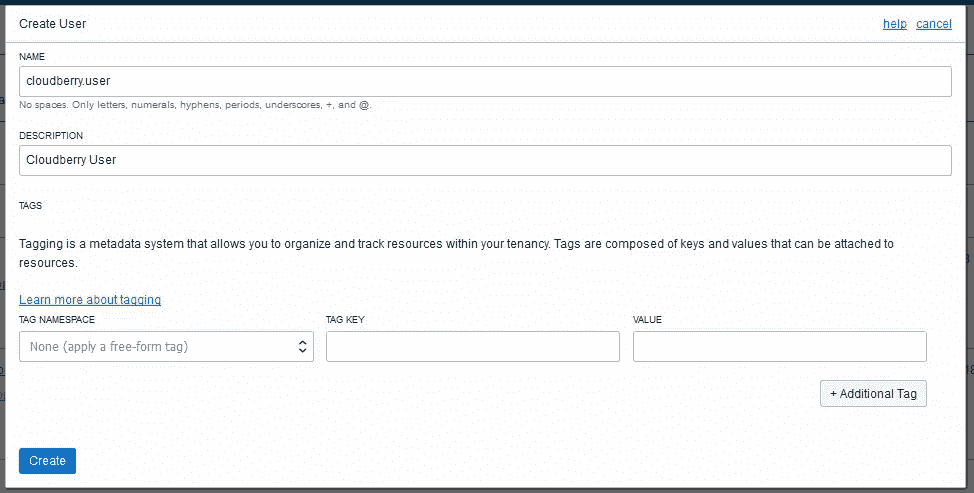 Create User
help cancel
NAME
cloudberry.user
No spaces. Only letters, numerals, hyphens, periods, underscores, +, and @.
DESCRIPTION
Cloudberry User
TAGS
Tagging is a metadata system that allows you to organize and track resources within your tenancy. Tags are composed of keys and values that can be attached to
resources.
Learn more about tagging
TAG NAMESPACE TAG KEY VALUE
None (apply a free-form tag)
+ Additional Tag
Create